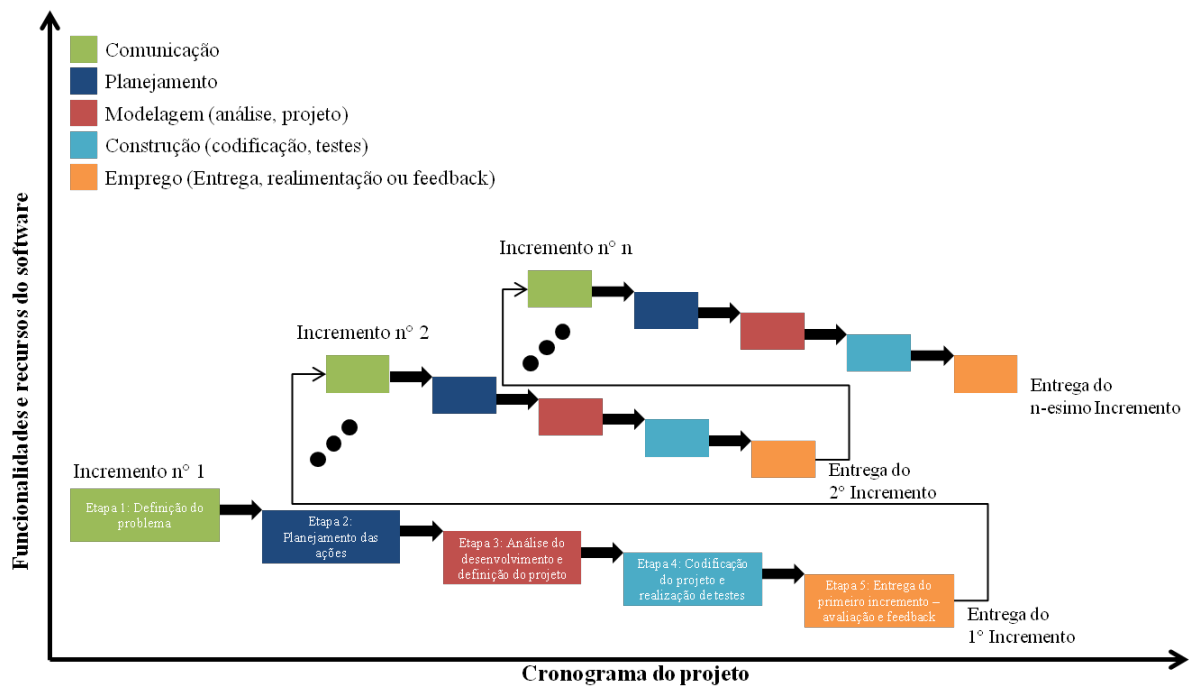 Comunicação
Planejamento
Modelagem (análise, projeto)
Construção (codificação, testes)
Emprego (Entrega, realimentação ou feedback)
Funcionalidades e recursos do software
Incremento n° n
Entrega do
n-esimo Incremento
Incremento n° 2
Entrega do
2° Incremento
Incremento n° 1
Etapa 1: Definição do
problema
Etapa 2:
Planejamento das
ações
Etapa 3: Análise do
desenvolvimento e
definição do projeto
Etapa 4: Codificação
do projeto e
realização de testes
Etapa 5: Entrega do
primeiro incremento –
avaliação e feedback
Entrega do
1° Incremento
Cronograma do projeto